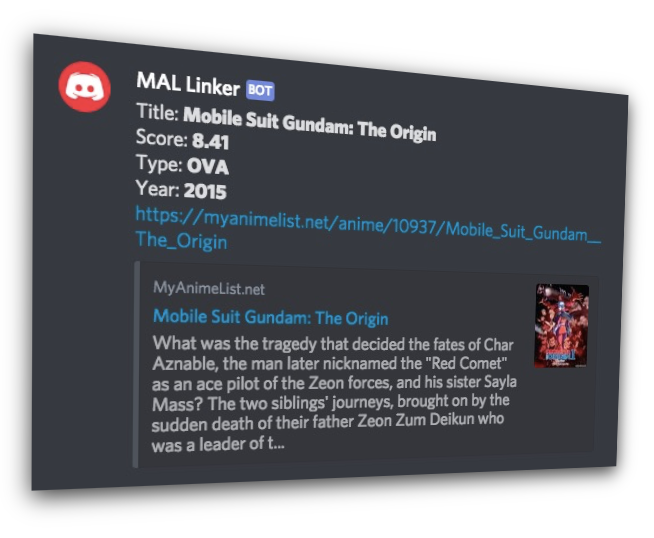 MAL Linker BOT
Title: Mobile Suit Gundam: The Origin
Score: 8.41
Type: OVA
Year: 2015
https://myanimelist.net/anime/10937/Mobile_Suit_Gundam__
The_Origin
MyAnimeList.net
Mobile Suit Gundam: The Origin
What was the tragedy that decided the fates of Char
Aznable, the man later nicknamed the "Red Comet"
as an ace pilot of the Zeon forces, and his sister Sayla
Mass? The two siblings' journeys, brought on by the
sudden death of their father Zeon Zum Deikun who
was a leader of t...